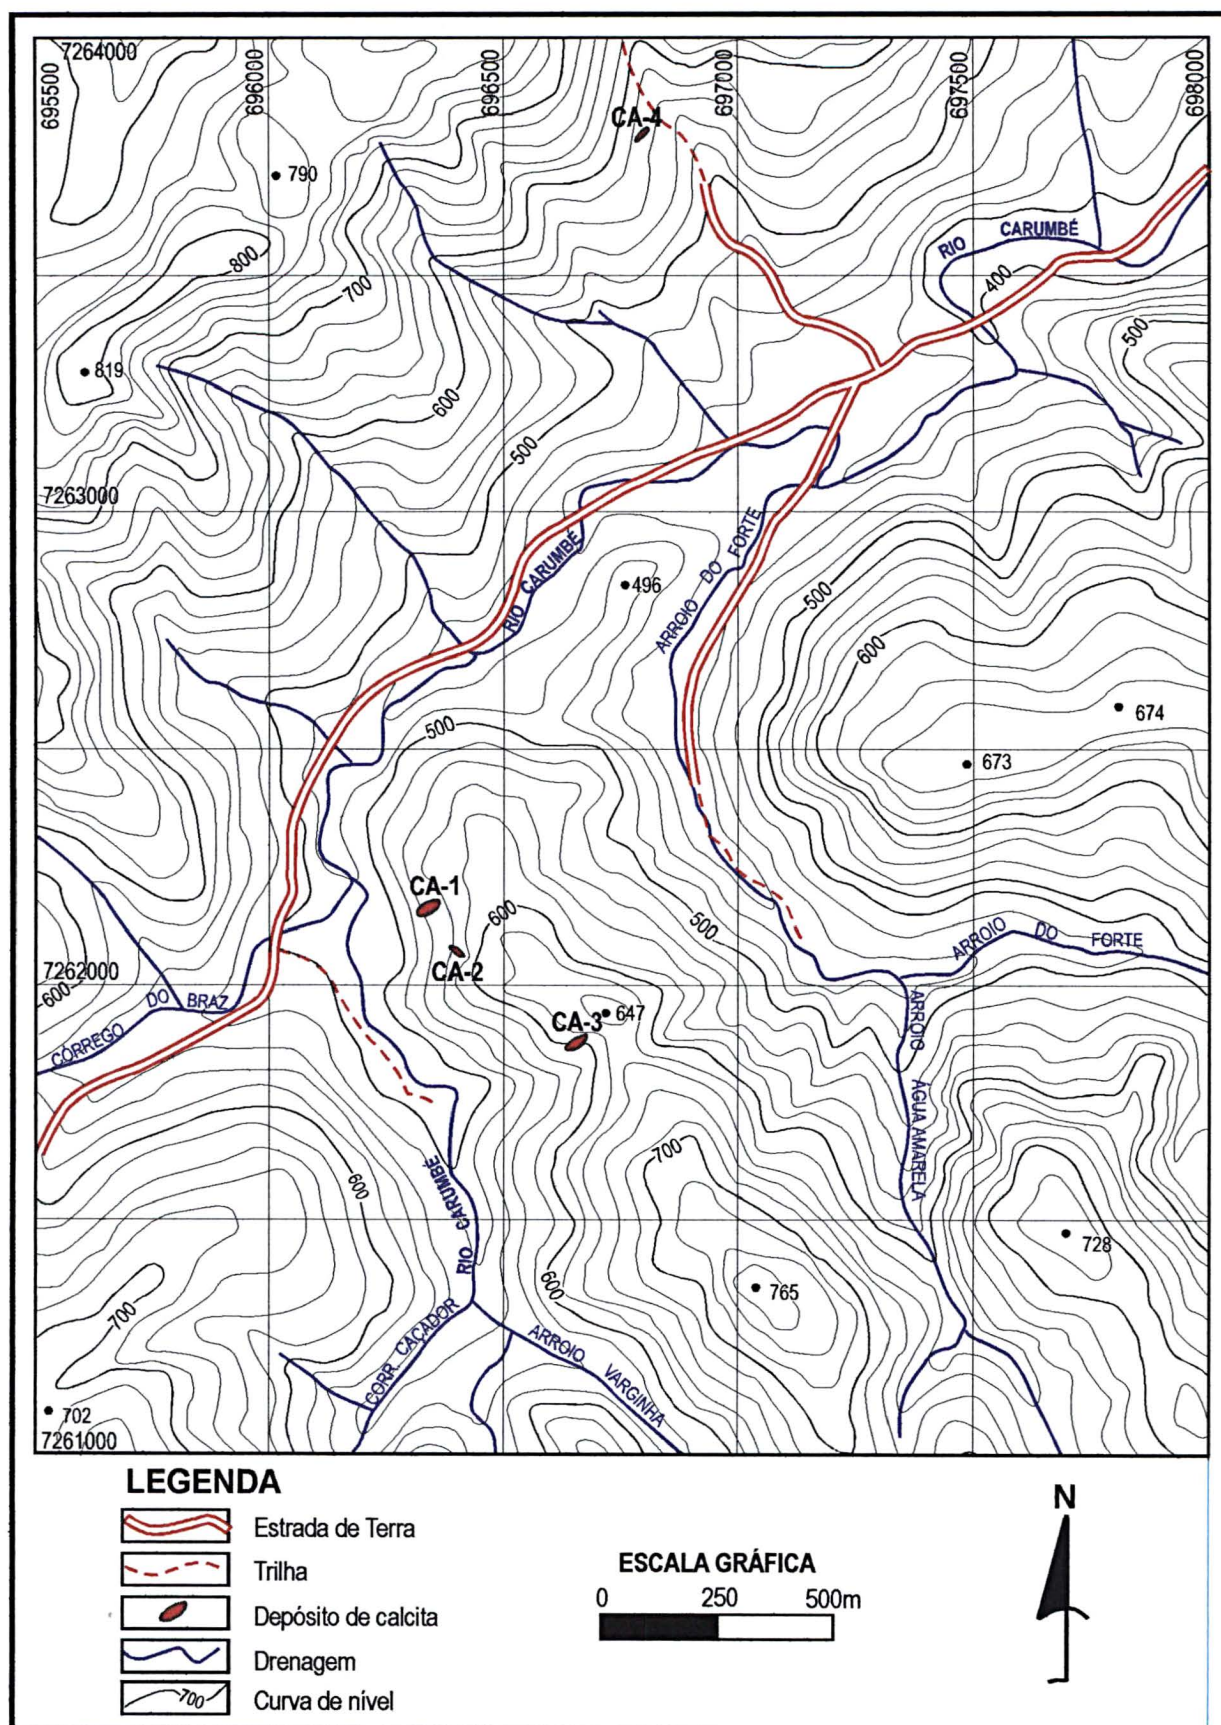 7264000
695500
696000
696500
697000
697500
698000
CA-4
790
RIO CARUMBÉ
800
700
400
819
500
600
500
7263000
RIO CARUMBÉ
ARROIO DO FORTE
496
500
600
674
500
673
CA-1
600
500
CA-2
7262000
600
CÓRREGO DO BRAZ
ARROIO DO FORTE
647
CA-3
ARROIO ÁGUA AMARELA
700
600
RIO CARUMBÉ
728
600
765
700
CORR. CAÇADOR
ARROIO VARGINHA
702
7261000
LEGENDA
Estrada de Terra
Trilha
Depósito de calcita
Drenagem
700
Curva de nível
ESCALA GRÁFICA
0 250 500m
N